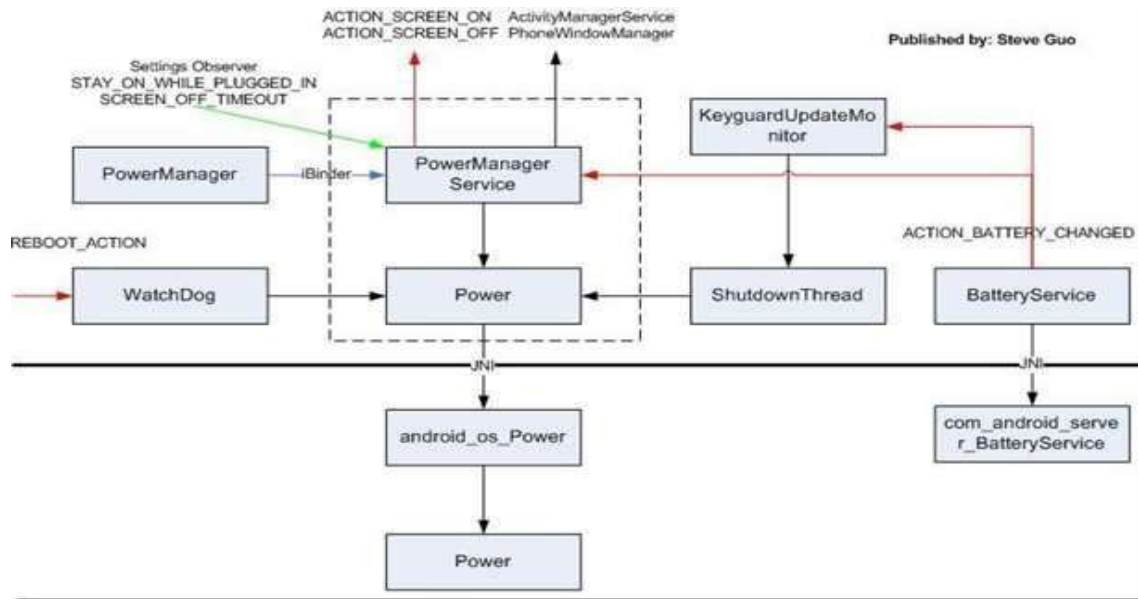 ACTION_SCREEN_ON ActivityManagerService
ACTION_SCREEN_OFF PhoneWindowManager
Published by: Steve Guo
Settings Observer
STAY_ON_WHILE_PLUGGED_IN
SCREEN_OFF_TIMEOUT
KeyguardUpdateMo
nitor
PowerManager
iBinder
PowerManager
Service
REBOOT_ACTION
ACTION_BATTERY_CHANGED
WatchDog
Power
ShutdownThread
BatteryService
JNI
JNI
android_os_Power
com_android_serve
r_BatteryService
Power